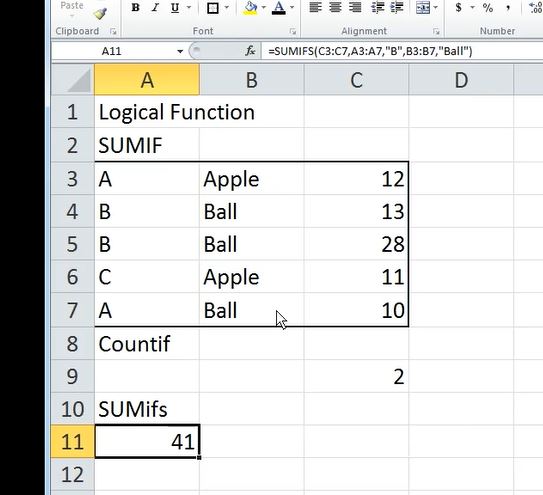 Paste B I U A $ % , .00
Clipboard Font Alignment Number
A11 fx =SUMIFS(C3:C7,A3:A7,"B",B3:B7,"Ball")
A B C D
1 Logical Function
2 SUMIF
3 A Apple 12
4 B Ball 13
5 B Ball 28
6 C Apple 11
7 A Ball 10
8 Countif
9 2
10 SUMifs
11 41
12